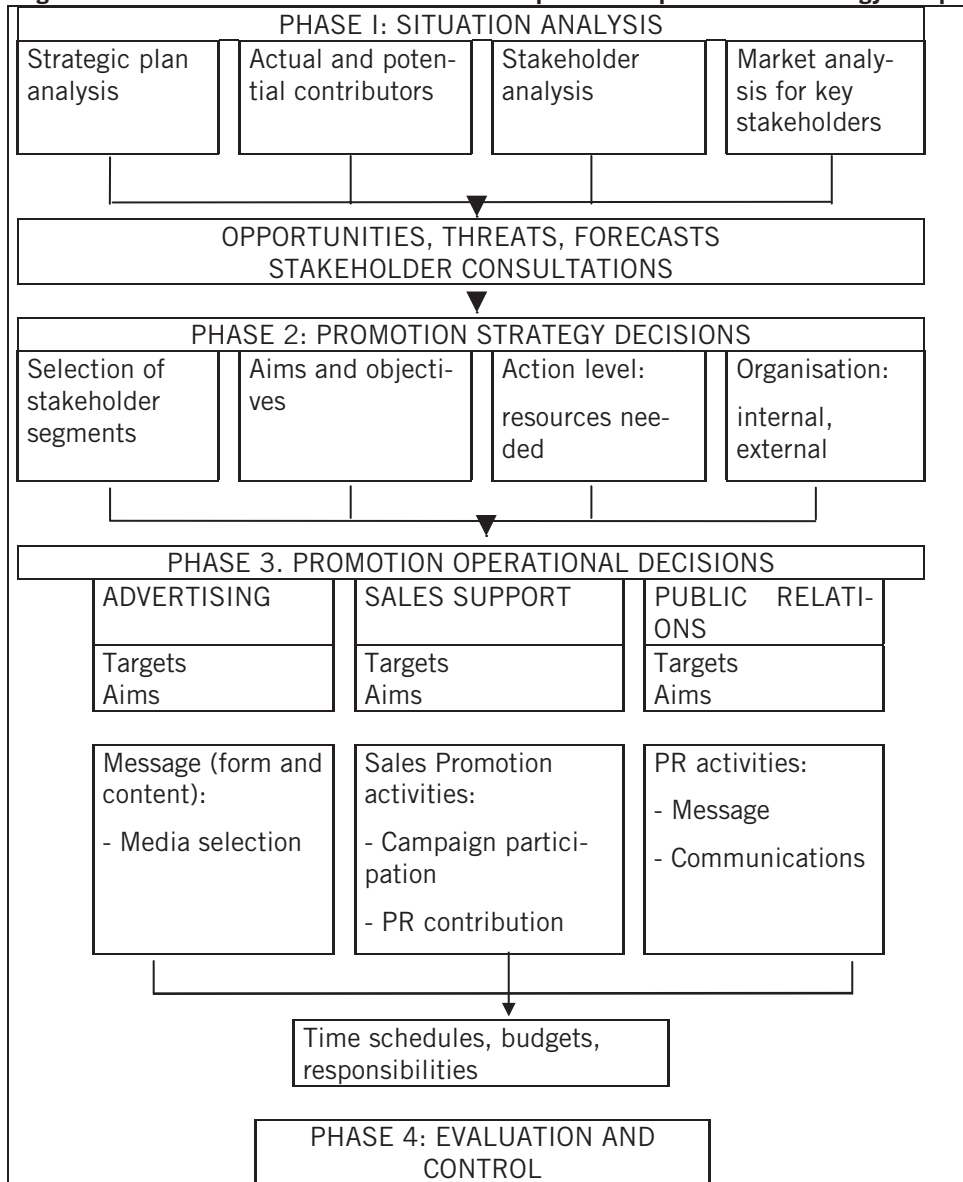 PHASE I: SITUATION ANALYSIS
Strategic plan
analysis
Actual and poten-
tial contributors
Stakeholder
analysis
Market analy-
sis for key
stakeholders
OPPORTUNITIES, THREATS, FORECASTS
STAKEHOLDER CONSULTATIONS
PHASE 2: PROMOTION STRATEGY DECISIONS
Selection of
stakeholder
segments
Aims and objecti-
ves
Action level:
resources nee-
ded
Organisation:
internal,
external
PHASE 3. PROMOTION OPERATIONAL DECISIONS
ADVERTISING
Targets
Aims
SALES SUPPORT
Targets
Aims
PUBLIC RELATI-
ONS
Targets
Aims
Message (form and
content):
- Media selection
Sales Promotion
activities:
- Campaign partici-
pation
- PR contribution
PR activities:
- Message
- Communications
Time schedules, budgets,
responsibilities
PHASE 4: EVALUATION AND
CONTROL